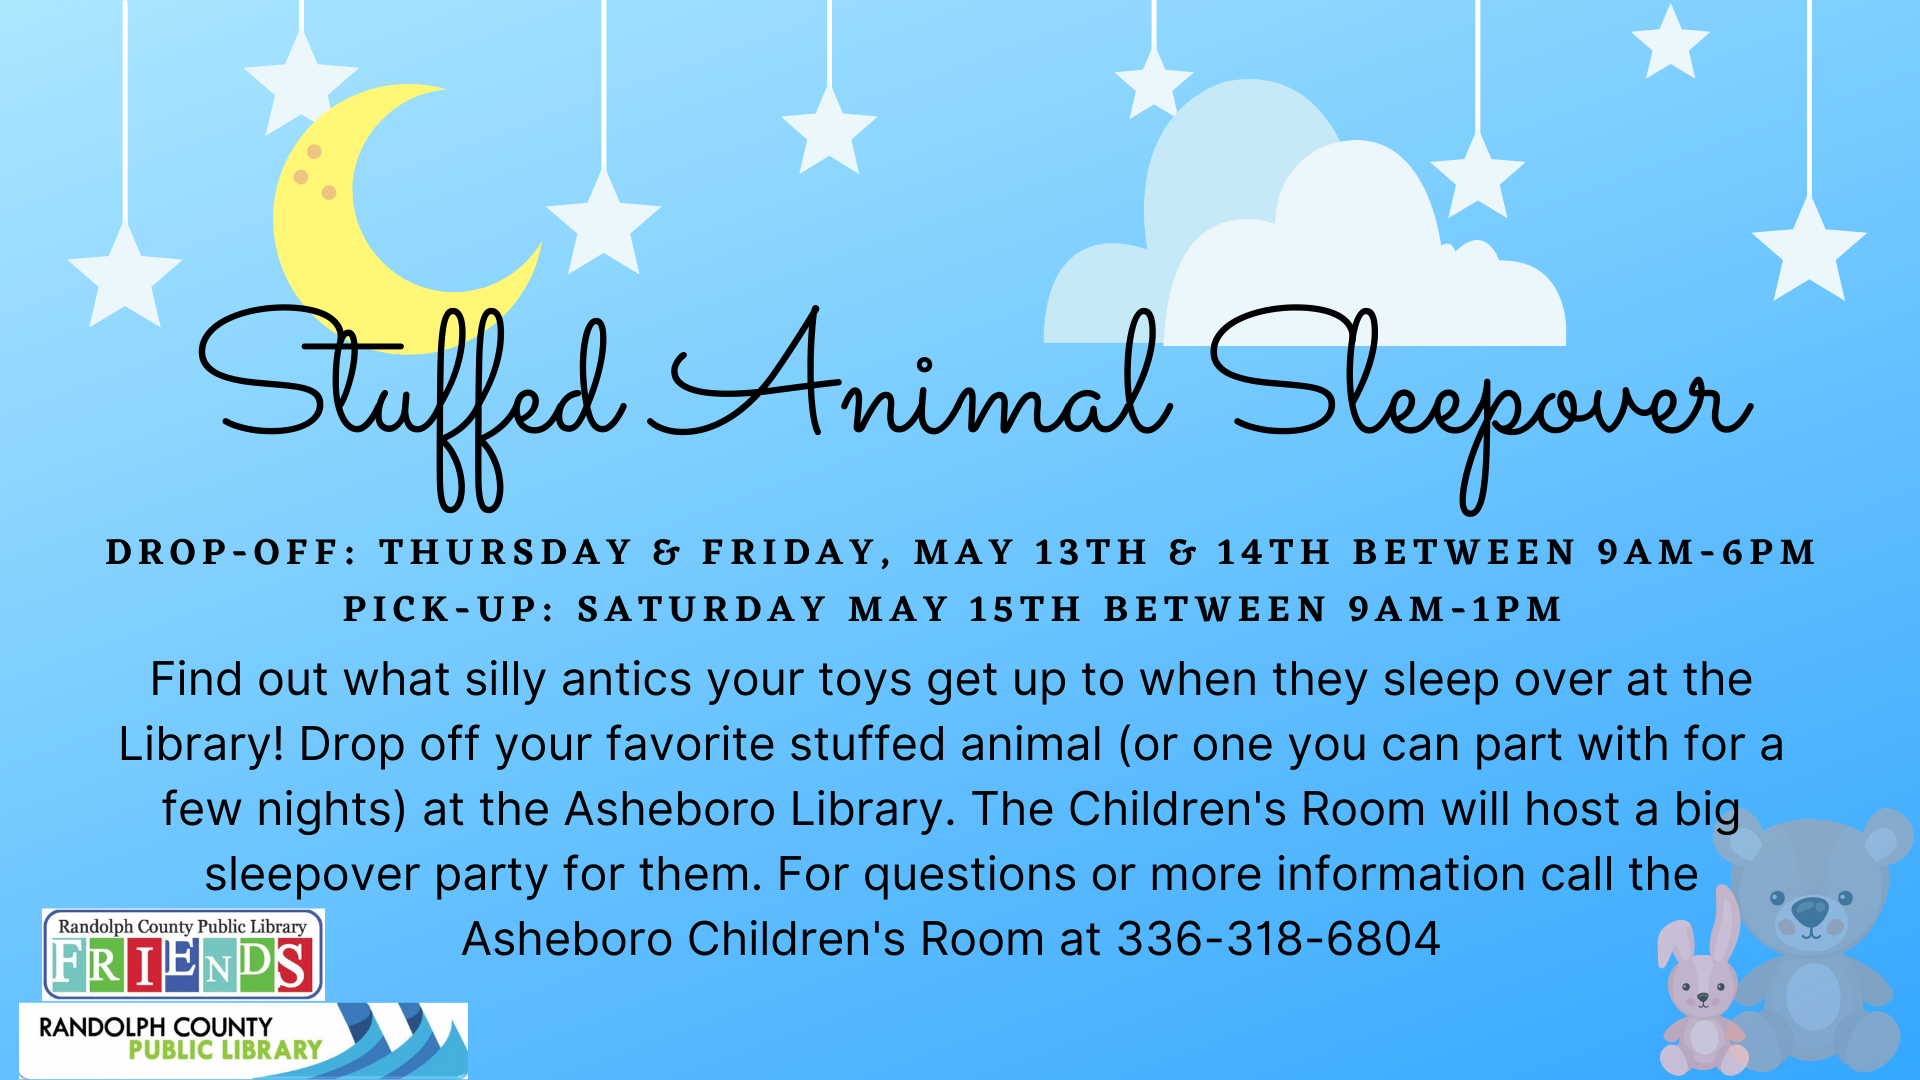 Stuffed Animal Sleepover
DROP-OFF: THURSDAY & FRIDAY, MAY 13TH & 14TH BETWEEN 9AM-6PM
PICK-UP: SATURDAY MAY 15TH BETWEEN 9AM-1PM
Find out what silly antics your toys get up to when they sleep over at the
Library! Drop off your favorite stuffed animal (or one you can part with for a
few nights) at the Asheboro Library. The Children's Room will host a big
sleepover party for them. For questions or more information call the
Asheboro Children's Room at 336-318-6804
Randolph County Public Library
FRIENDS
RANDOLPH COUNTY
PUBLIC LIBRARY